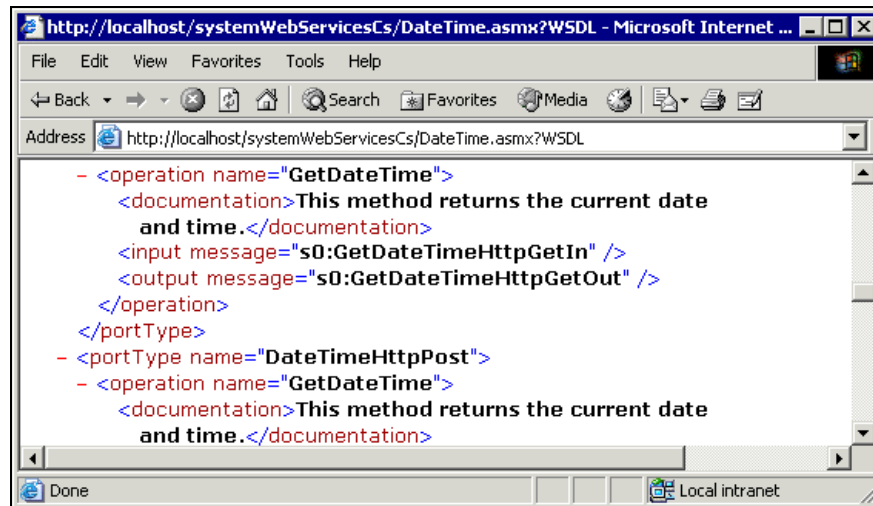 http://localhost/systemWebServicesCs/DateTime.asmx?WSDL - Microsoft Internet ...
File Edit View Favorites Tools Help
Back Search Favorites Media
Address http://localhost/systemWebServicesCs/DateTime.asmx?WSDL
- <operation name="GetDateTime">
<documentation>This method returns the current date
and time.</documentation>
<input message="s0:GetDateTimeHttpGetIn" />
<output message="s0:GetDateTimeHttpGetOut" />
</operation>
</portType>
- <portType name="DateTimeHttpPost">
- <operation name="GetDateTime">
<documentation>This method returns the current date
and time.</documentation>
Done Local intranet